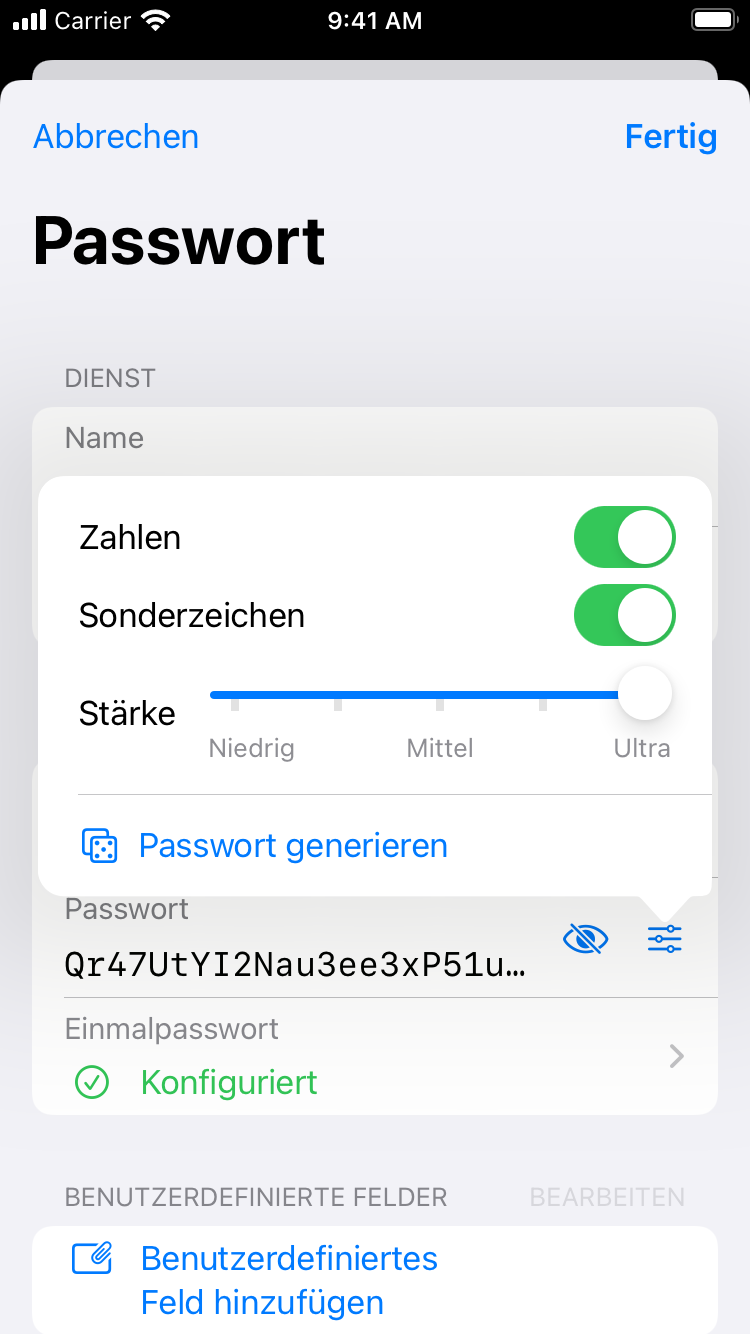 Carrier 9:41 AM
Abbrechen Fertig
Passwort
DIENST
Name
Zahlen
Sonderzeichen
Stärke
Niedrig Mittel Ultra
Passwort generieren
Passwort
Qr47UtYI2Nau3ee3xP51u…
Einmalpasswort
Konfiguriert
BENUTZERDEFINIERTE FELDER BEARBEITEN
Benutzerdefiniertes
Feld hinzufügen